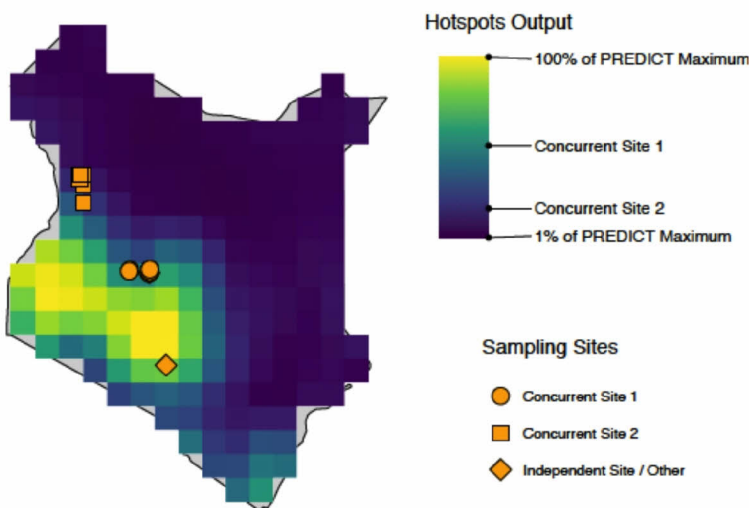 Hotspots Output
100% of PREDICT Maximum
Concurrent Site 1
Concurrent Site 2
1% of PREDICT Maximum
Sampling Sites
Concurrent Site 1
Concurrent Site 2
Independent Site / Other